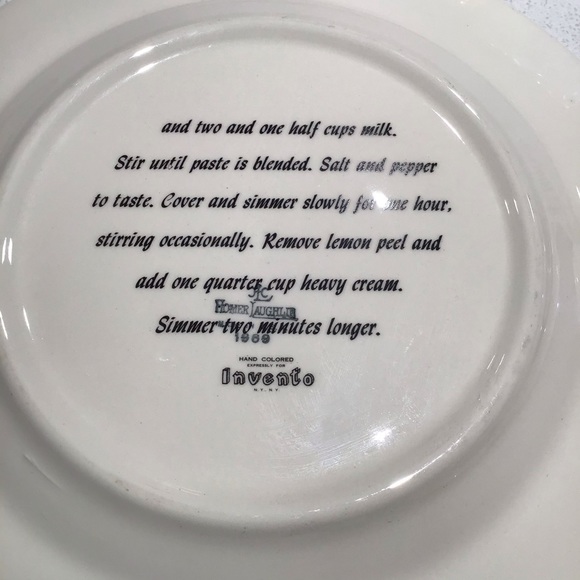 and two and one half cups milk.
Stir until paste is blended. Salt and pepper
to taste. Cover and simmer slowly for one hour,
stirring occasionally. Remove lemon peel and
add one quarter cup heavy cream.
HLC
Homer Laughlin
Simmer two minutes longer.
1969
HAND COLORED
EXPRESSLY FOR
Invento
N.Y. N.Y.